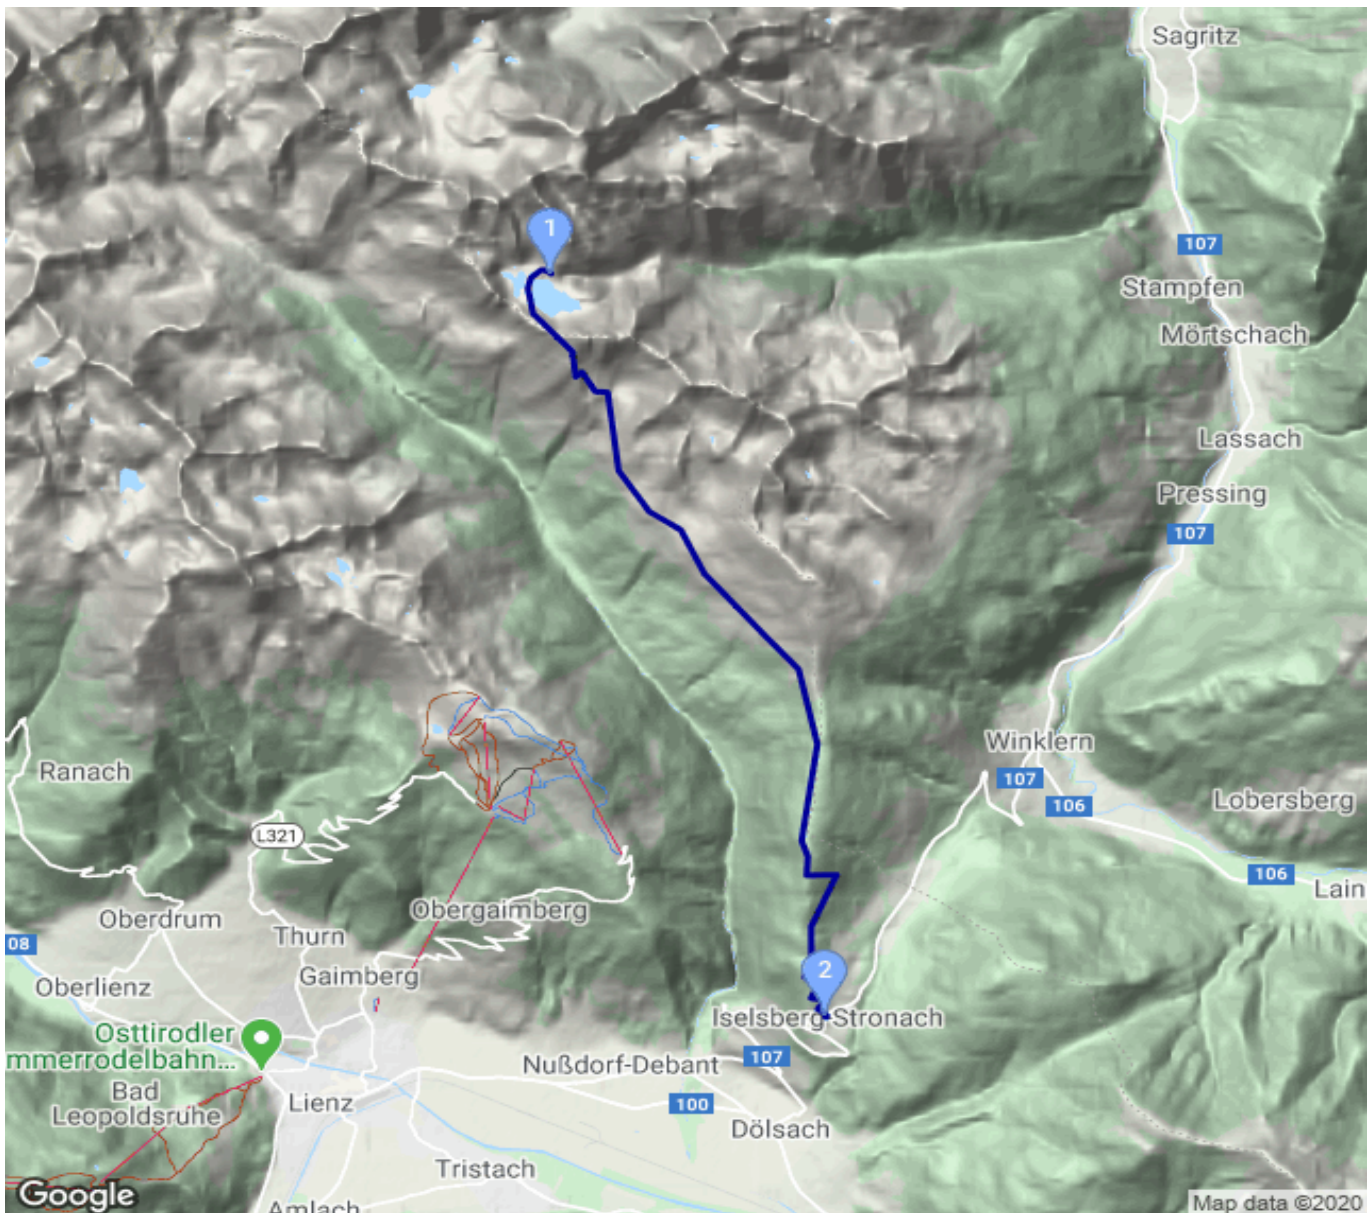 Sagritz
1
107
Stampfen
Mörtschach
Lassach
Pressing
107
Winklern
107
106
Ranach
Lobersberg
L321
106
Lain
Obergaimberg
Oberdrum
Thurn
08
Gaimberg
2
Oberlienz
Iselsberg-Stronach
Osttirodler
mmerrodelbahn...
107
Nußdorf-Debant
Bad
Leopoldsruhe
Lienz
100
Dölsach
Tristach
Google
Amlach
Map data ©2020